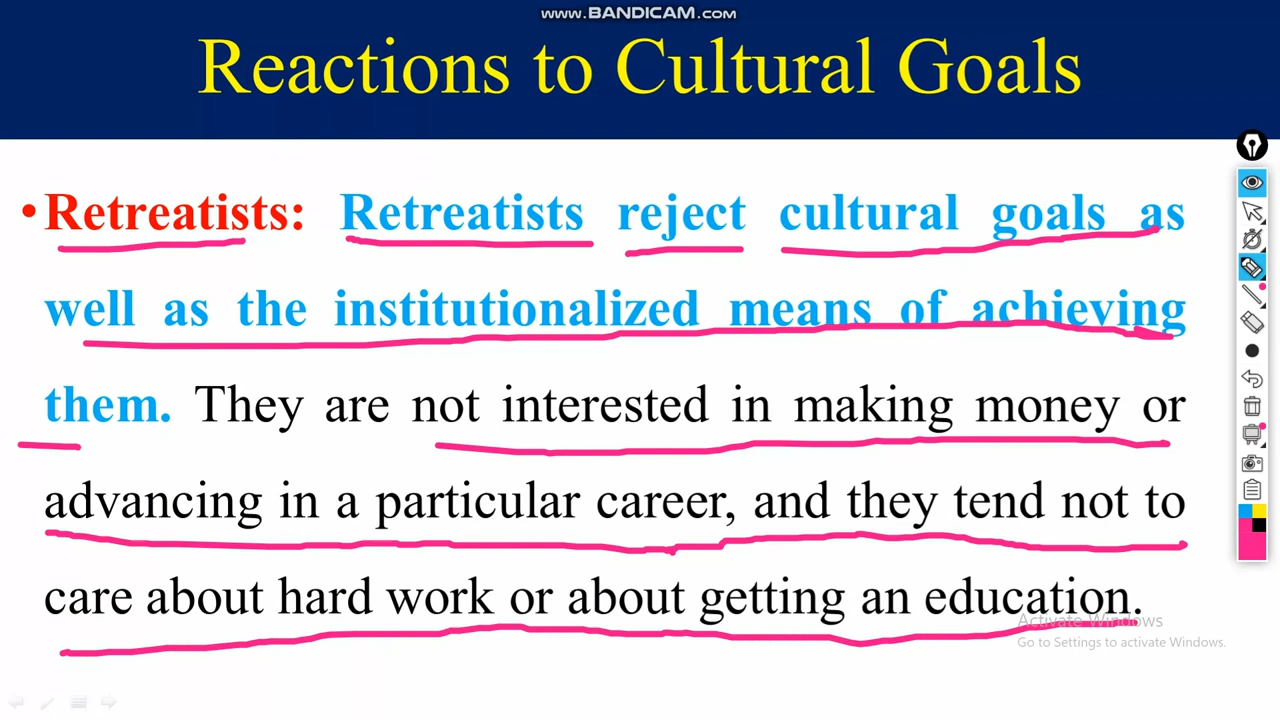 www.BANDICAM.com
Reactions to Cultural Goals
•Retreatists: Retreatists reject cultural goals as
well as the institutionalized means of achieving
them. They are not interested in making money or
advancing in a particular career, and they tend not to
care about hard work or about getting an education.
Activate Windows
Go to Settings to activate Windows.